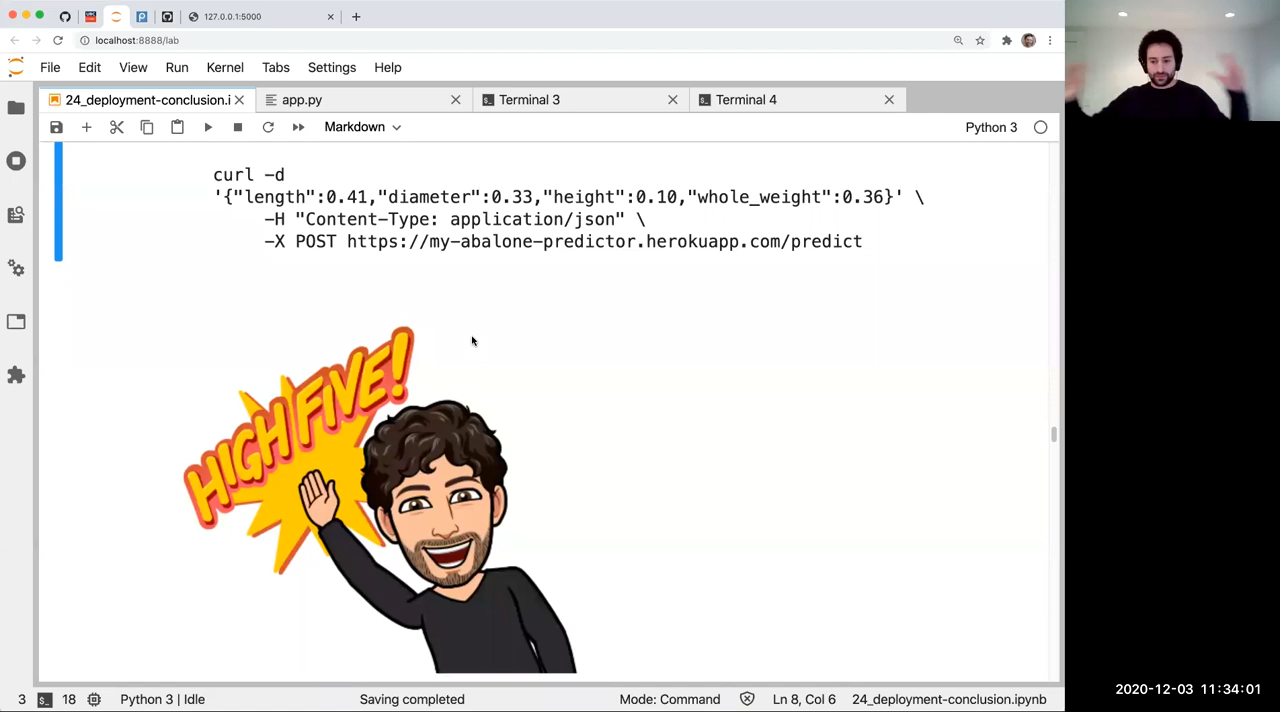 127.0.0.1:5000
localhost:8888/lab
File Edit View Run Kernel Tabs Settings Help
24_deployment-conclusion.i app.py Terminal 3 Terminal 4
Markdown Python 3
curl -d
'{"length":0.41,"diameter":0.33,"height":0.10,"whole_weight":0.36}' \
-H "Content-Type: application/json" \
-X POST https://my-abalone-predictor.herokuapp.com/predict
HIGH FIVE!
3 18 Python 3 | Idle Saving completed Mode: Command Ln 8, Col 6 24_deployment-conclusion.ipynb
2020-12-03 11:34:01